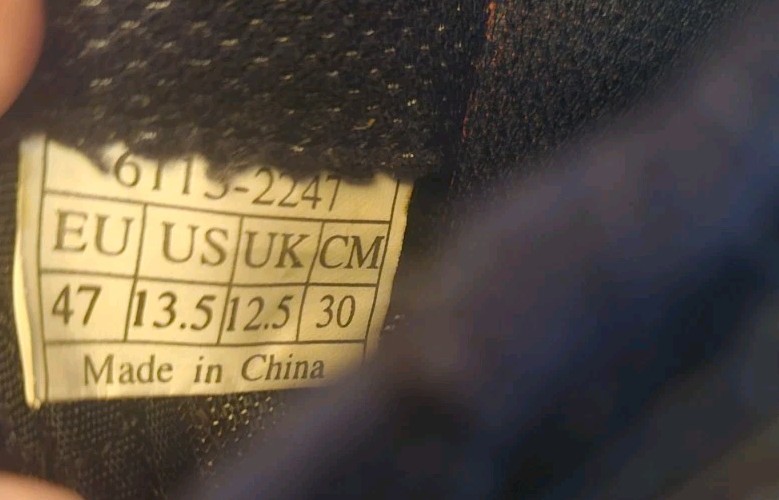 6113-2247
EU US UK CM
47 13.5 12.5 30
Made in China